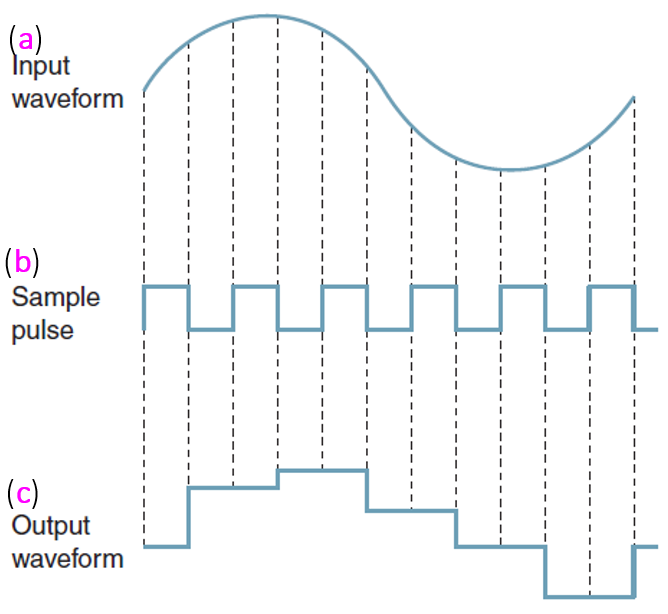 (a)
Input
waveform
(b)
Sample
pulse
(c)
Output
waveform